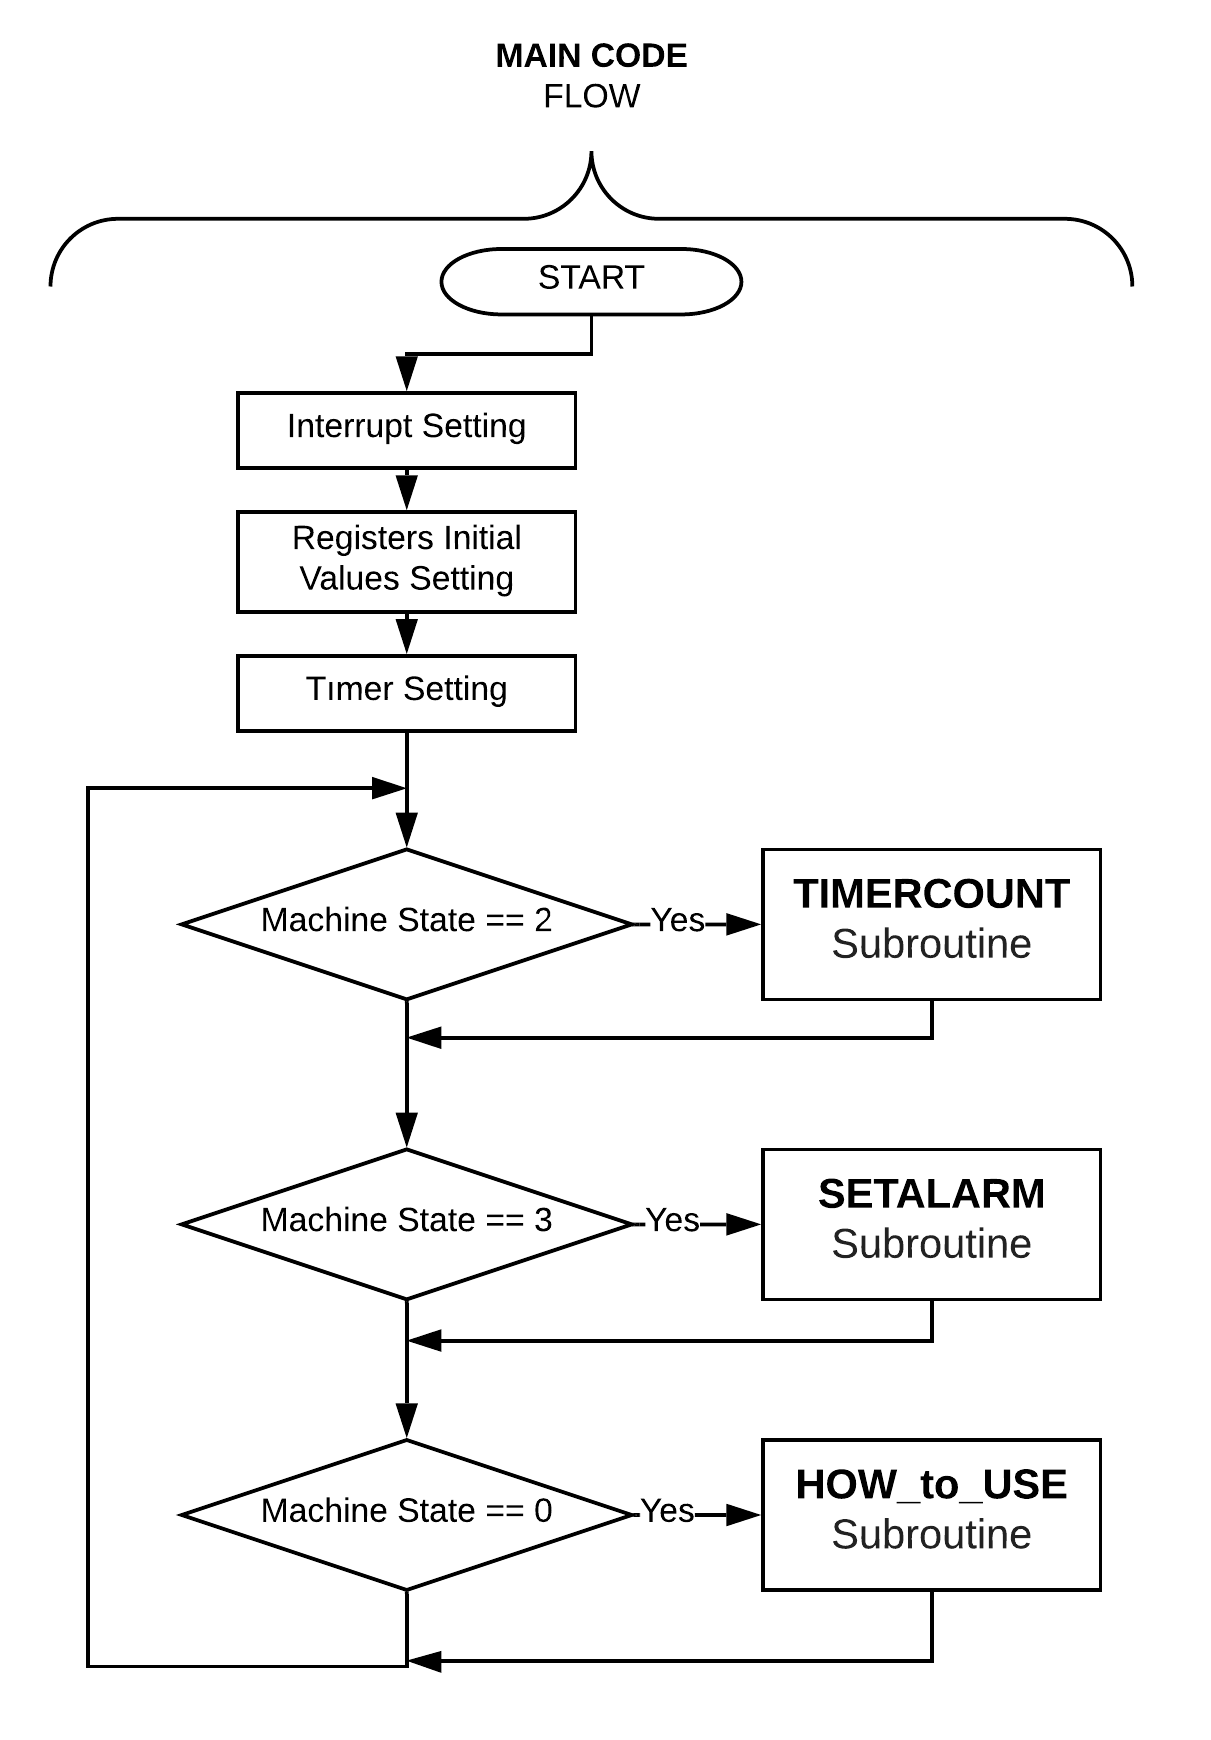 MAIN CODE
FLOW
START
Interrupt Setting
Registers Initial
Values Setting
Tımer Setting
Machine State == 2
Yes
TIMERCOUNT
Subroutine
Machine State == 3
Yes
SETALARM
Subroutine
Machine State == 0
Yes
HOW_to_USE
Subroutine